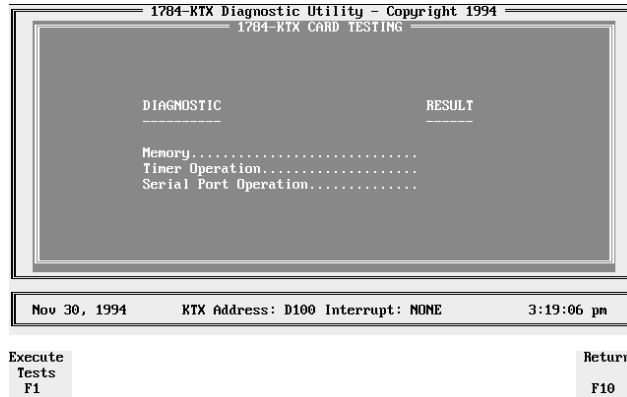 1784-KTX Diagnostic Utility - Copyright 1994
1784-KTX CARD TESTING
DIAGNOSTIC RESULT
---------- ------
Memory.............................
Timer Operation....................
Serial Port Operation..............
Nov 30, 1994 KTX Address: D100 Interrupt: NONE 3:19:06 pm
Execute Return
Tests
F1 F10